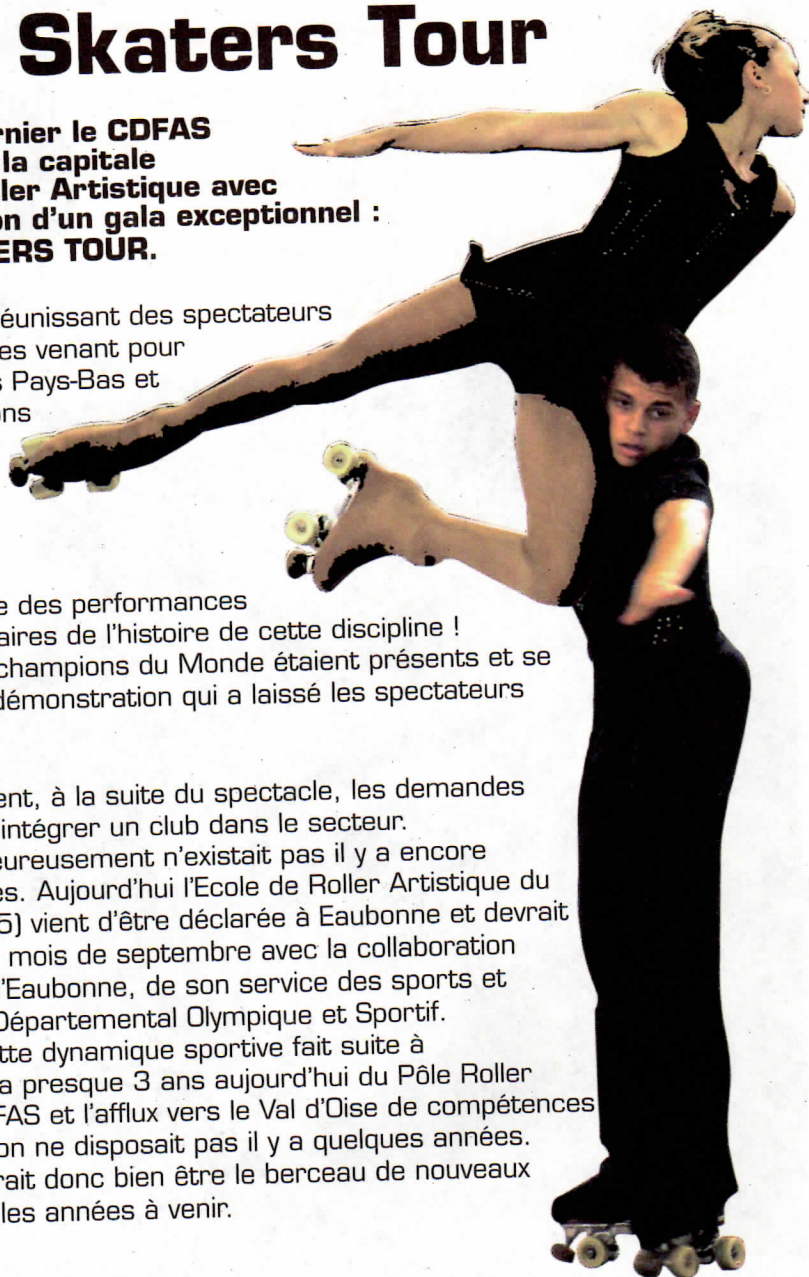 Skaters Tour
rnier le CDFAS
la capitale
ler Artistique avec
on d'un gala exceptionnel :
ERS TOUR.
éunissant des spectateurs
es venant pour
s Pays-Bas et
ons
e des performances
aires de l'histoire de cette discipline !
champions du Monde étaient présents et se
démonstration qui a laissé les spectateurs
ent, à la suite du spectacle, les demandes
intégrer un club dans le secteur.
eureusement n'existait pas il y a encore
es. Aujourd'hui l'Ecole de Roller Artistique du
5) vient d'être déclarée à Eaubonne et devrait
mois de septembre avec la collaboration
'Eaubonne, de son service des sports et
Départemental Olympique et Sportif.
tte dynamique sportive fait suite à
a presque 3 ans aujourd'hui du Pôle Roller
FAS et l'afflux vers le Val d'Oise de compétences
on ne disposait pas il y a quelques années.
rait donc bien être le berceau de nouveaux
les années à venir.